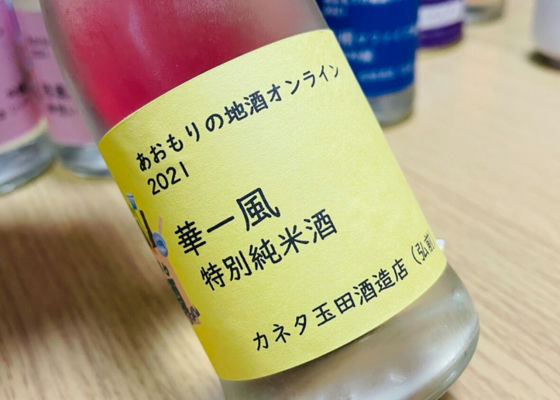 あおもりの地酒オンライン
2021
華一風
特別純米酒
カネタ玉田酒造店(弘前